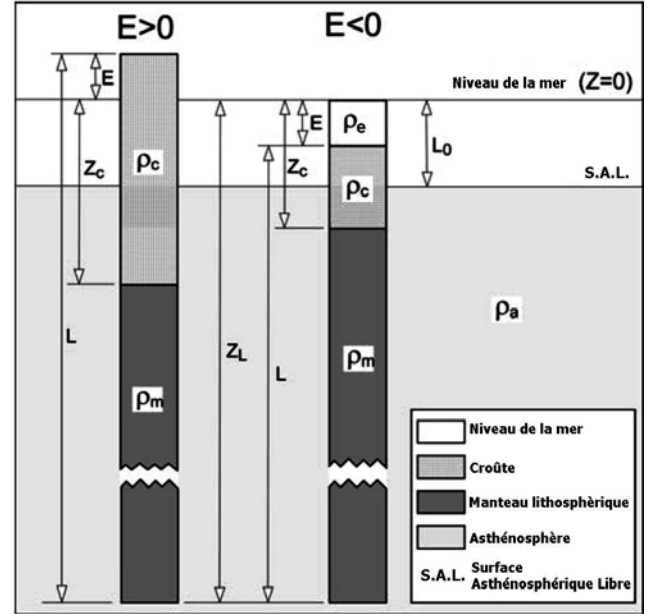 E>0
E<0
Niveau de la mer (Z=0)
E
E
ρe
L0
Zc
ρc
Zc
ρc
S.A.L.
ρa
L
ZL
L
ρm
ρm
Niveau de la mer
Croûte
Manteau lithosphèrique
Asthénosphère
S.A.L. Surface
Asthénosphérique Libre